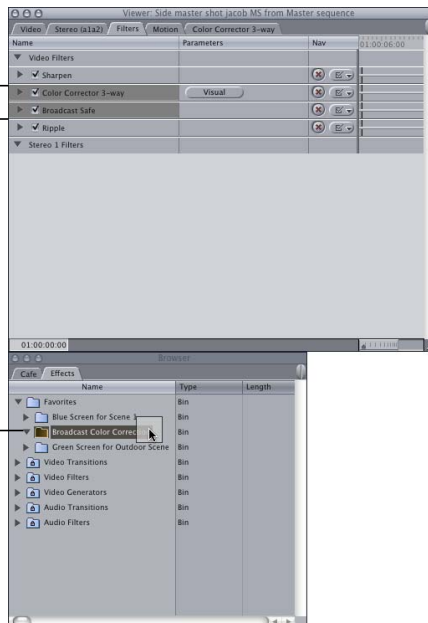 Viewer: Side master shot jacob MS from Master sequence
Video Stereo (a1a2) Filters Motion Color Corrector 3-way
Name Parameters Nav 01:00:06:00
Video Filters
Sharpen
Color Corrector 3-way Visual
Broadcast Safe
Ripple
Stereo 1 Filters
01:00:00:00
Browser
Cafe Effects
Name Type Length
Favorites Bin
Blue Screen for Scene 1 Bin
Broadcast Color Correc Bin
Green Screen for Outdoor Scene Bin
Video Transitions Bin
Video Filters Bin
Video Generators Bin
Audio Transitions Bin
Audio Filters Bin